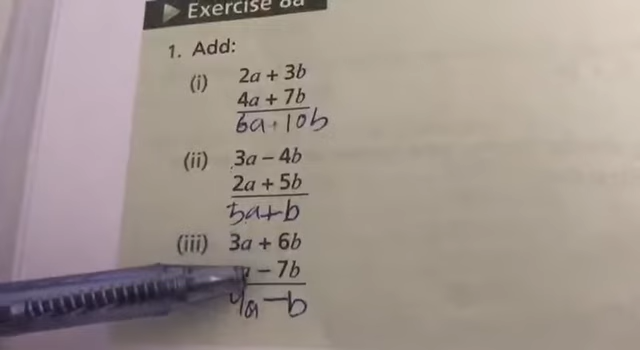 Exercise 8a
1. Add:
(i) 2a + 3b
4a + 7b
6a + 10b
(ii) 3a – 4b
2a + 5b
5a+b
(iii) 3a + 6b
a – 7b
4a – b